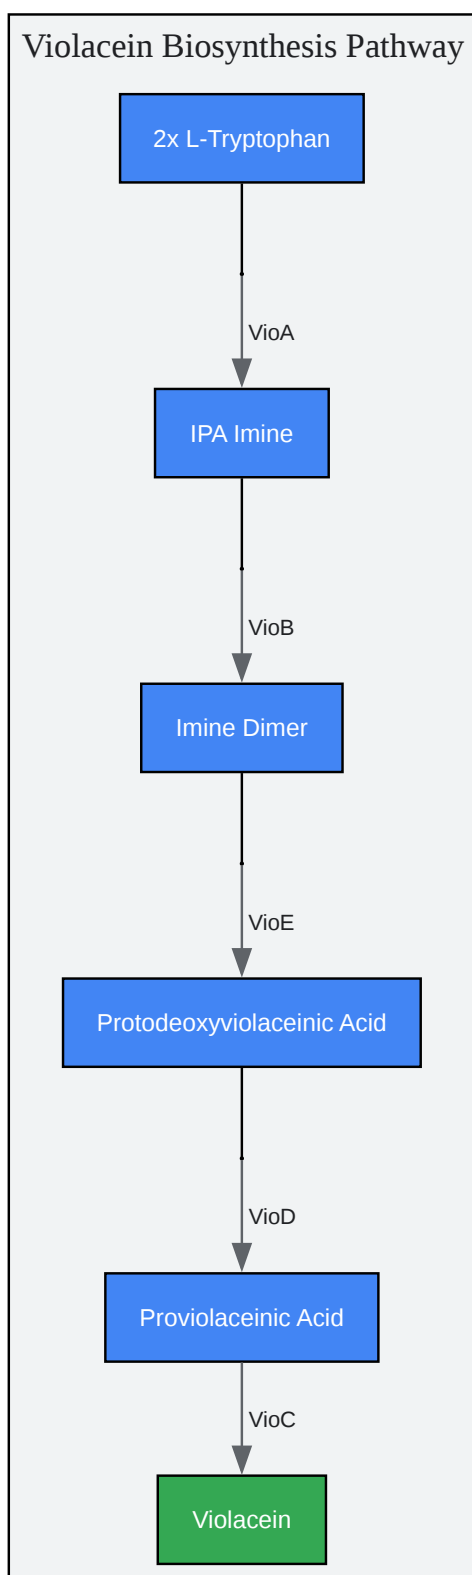 Violacein Biosynthesis Pathway
2x L-Tryptophan
VioA
IPA Imine
VioB
Imine Dimer
VioE
Protodeoxyviolaceinic Acid
VioD
Proviolaceinic Acid
VioC
Violacein